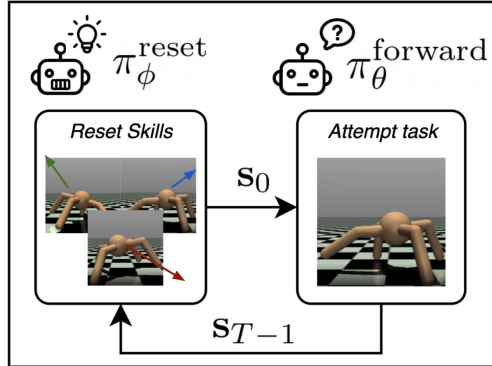 π_ϕ^reset
π_θ^forward
Reset Skills
Attempt task
s_0
s_{T−1}
?